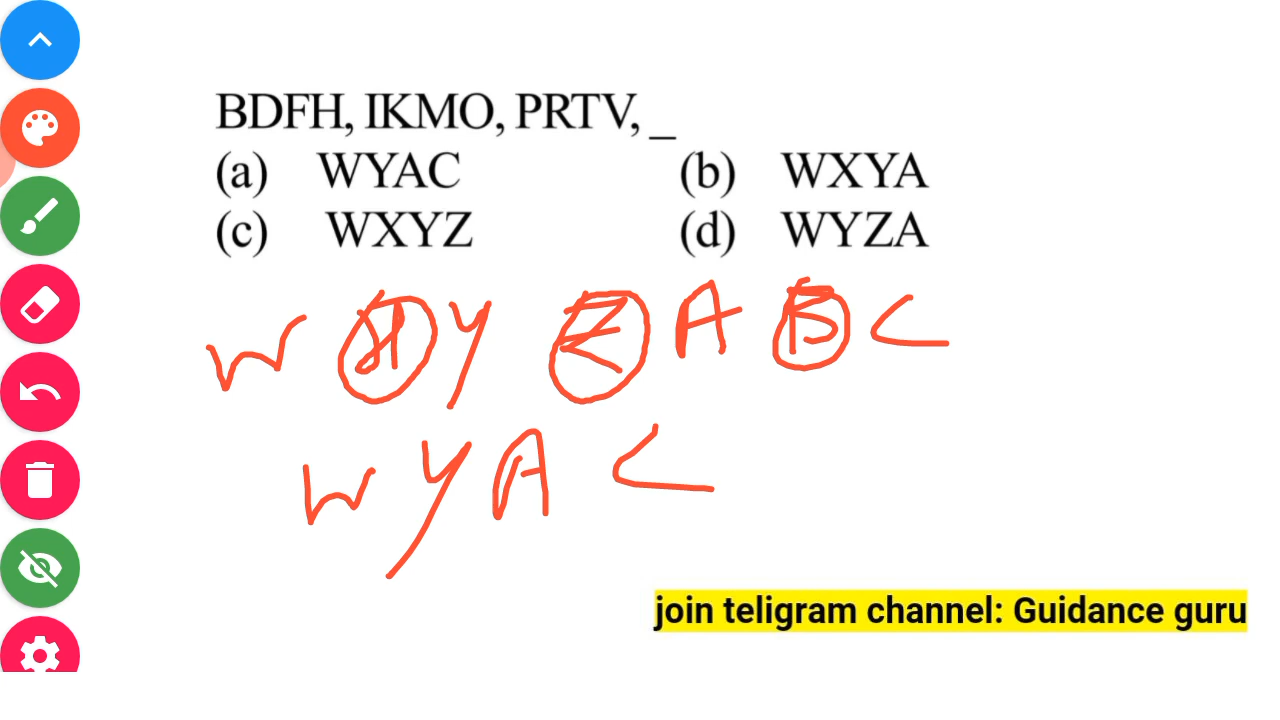 BDFH, IKMO, PRTV, _
(a) WYAC (b) WXYA
(c) WXYZ (d) WYZA
W X Y Z A B C
W Y A C
join teligram channel: Guidance guru